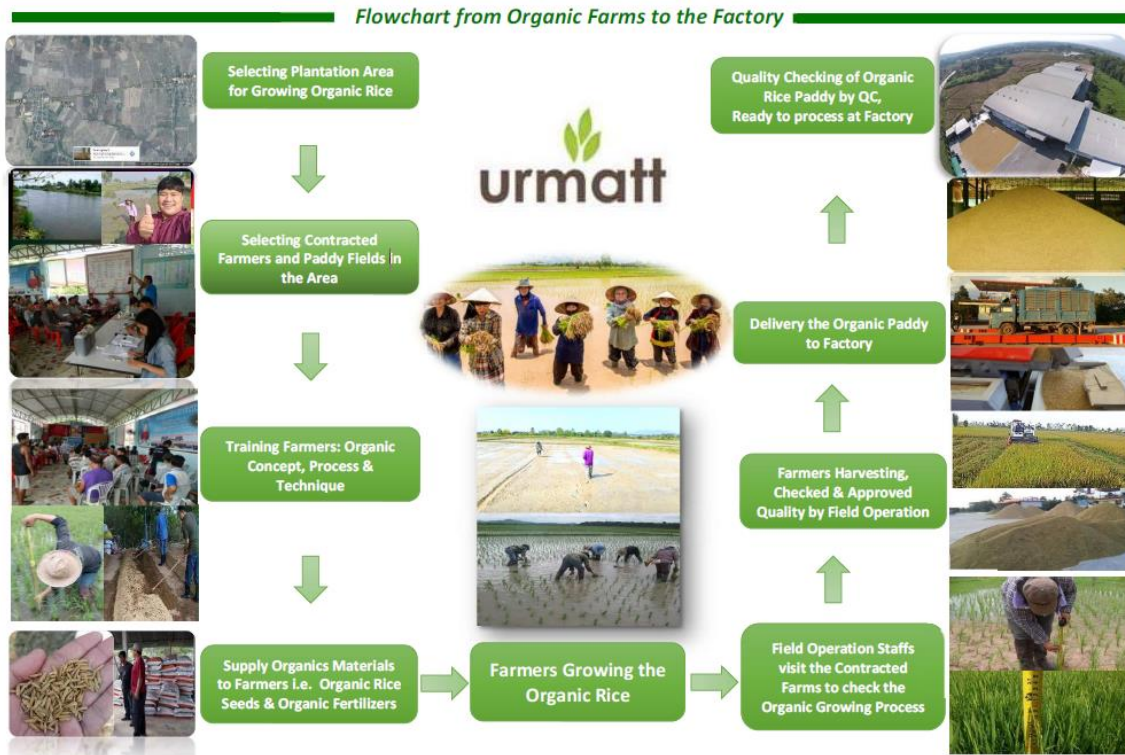 Flowchart from Organic Farms to the Factory
Selecting Plantation Area
for Growing Organic Rice
Selecting Contracted
Farmers and Paddy Fields in
the Area
Training Farmers: Organic
Concept, Process &
Technique
Supply Organics Materials
to Farmers i.e. Organic Rice
Seeds & Organic Fertilizers
urmatt
Farmers Growing the
Organic Rice
Field Operation Staffs
visit the Contracted
Farms to check the
Organic Growing Process
Farmers Harvesting,
Checked & Approved
Quality by Field Operation
Delivery the Organic Paddy
to Factory
Quality Checking of Organic
Rice Paddy by QC,
Ready to process at Factory